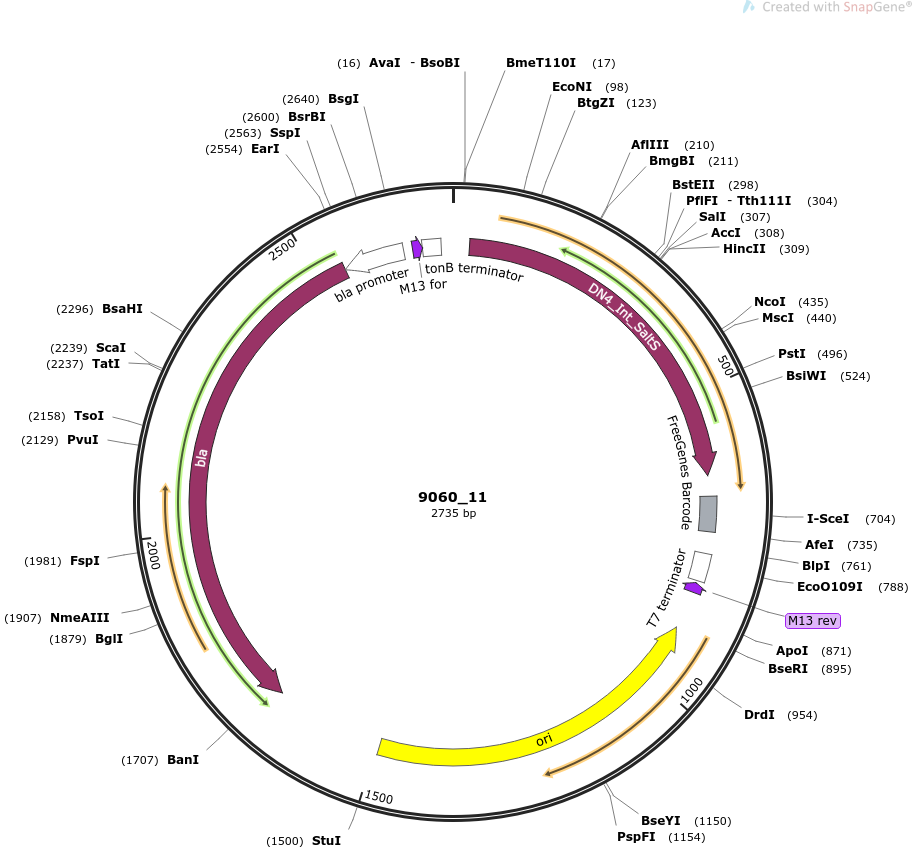 Created with SnapGene®
(16) AvaI - BsoBI
BmeT110I (17)
EcoNI (98)
BtgZI (123)
AflIII (210)
BmgBI (211)
BstEII (298)
PflFI - Tth111I (304)
SalI (307)
AccI (308)
HincII (309)
NcoI (435)
MscI (440)
PstI (496)
BsiWI (524)
I-SceI (704)
AfeI (735)
BlpI (761)
EcoO109I (788)
M13 rev
ApoI (871)
BseRI (895)
DrdI (954)
BseYI (1150)
PspFI (1154)
(1500) StuI
(1707) BanI
(1879) BglI
(1907) NmeAIII
(1981) FspI
(2129) PvuI
(2158) TsoI
(2237) TatI
(2239) ScaI
(2296) BsaHI
(2554) EarI
(2563) SspI
(2600) BsrBI
(2640) BsgI
500
1000
1500
2000
2500
bla promoter
M13 for
tonB terminator
DN4_Int_SaltS
FreeGenes Barcode
T7 terminator
ori
bla
9060_11
2735 bp